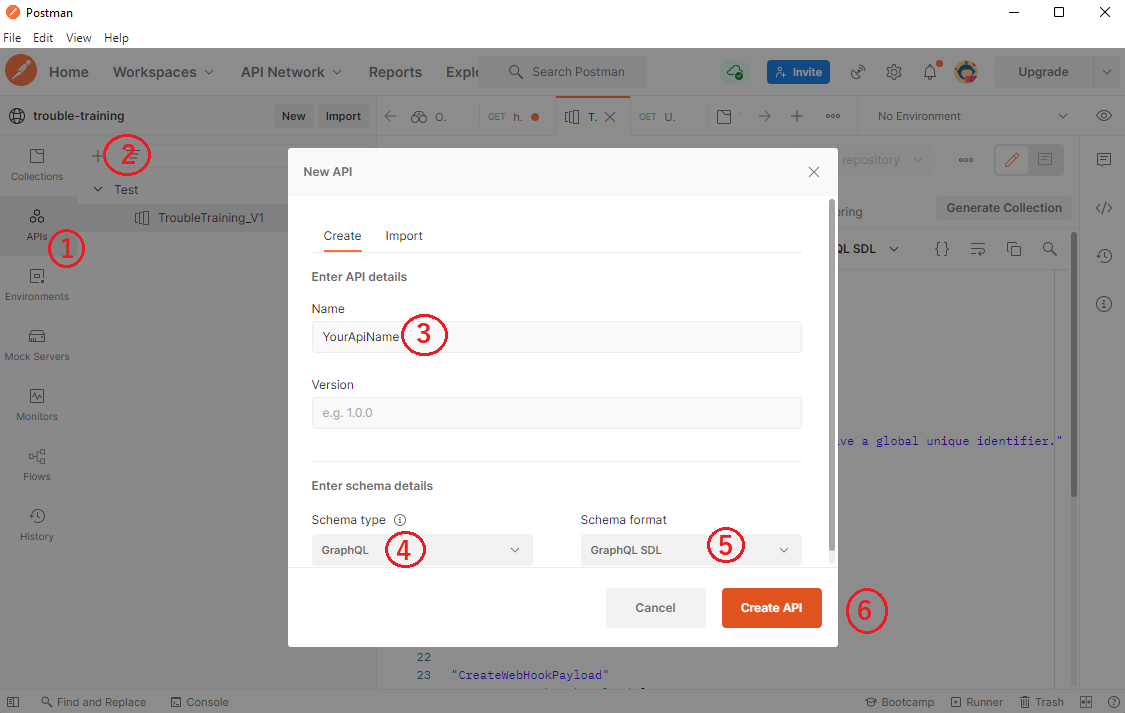 Postman
File Edit View Help
Home Workspaces API Network Reports Explo Search Postman Invite Upgrade
trouble-training New Import O. GET h. T. GET U. No Environment
Collections
APIs
Environments
Mock Servers
Monitors
Flows
History
Test
TroubleTraining_V1
repository
ring
Generate Collection
QL SDL
ave a global unique identifier."
22
23 "CreateWebHookPayload"
New API
Create Import
Enter API details
Name
YourApiName
Version
e.g. 1.0.0
Enter schema details
Schema type Schema format
GraphQL GraphQL SDL
Cancel Create API
①
②
③
④
⑤
⑥
Find and Replace Console Bootcamp Runner Trash